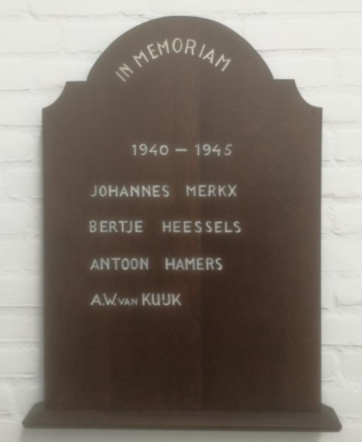 IN MEMORIAM
1940 – 1945
JOHANNES MERKX
BERTJE HEESSELS
ANTOON HAMERS
A.W. VAN KUIJK